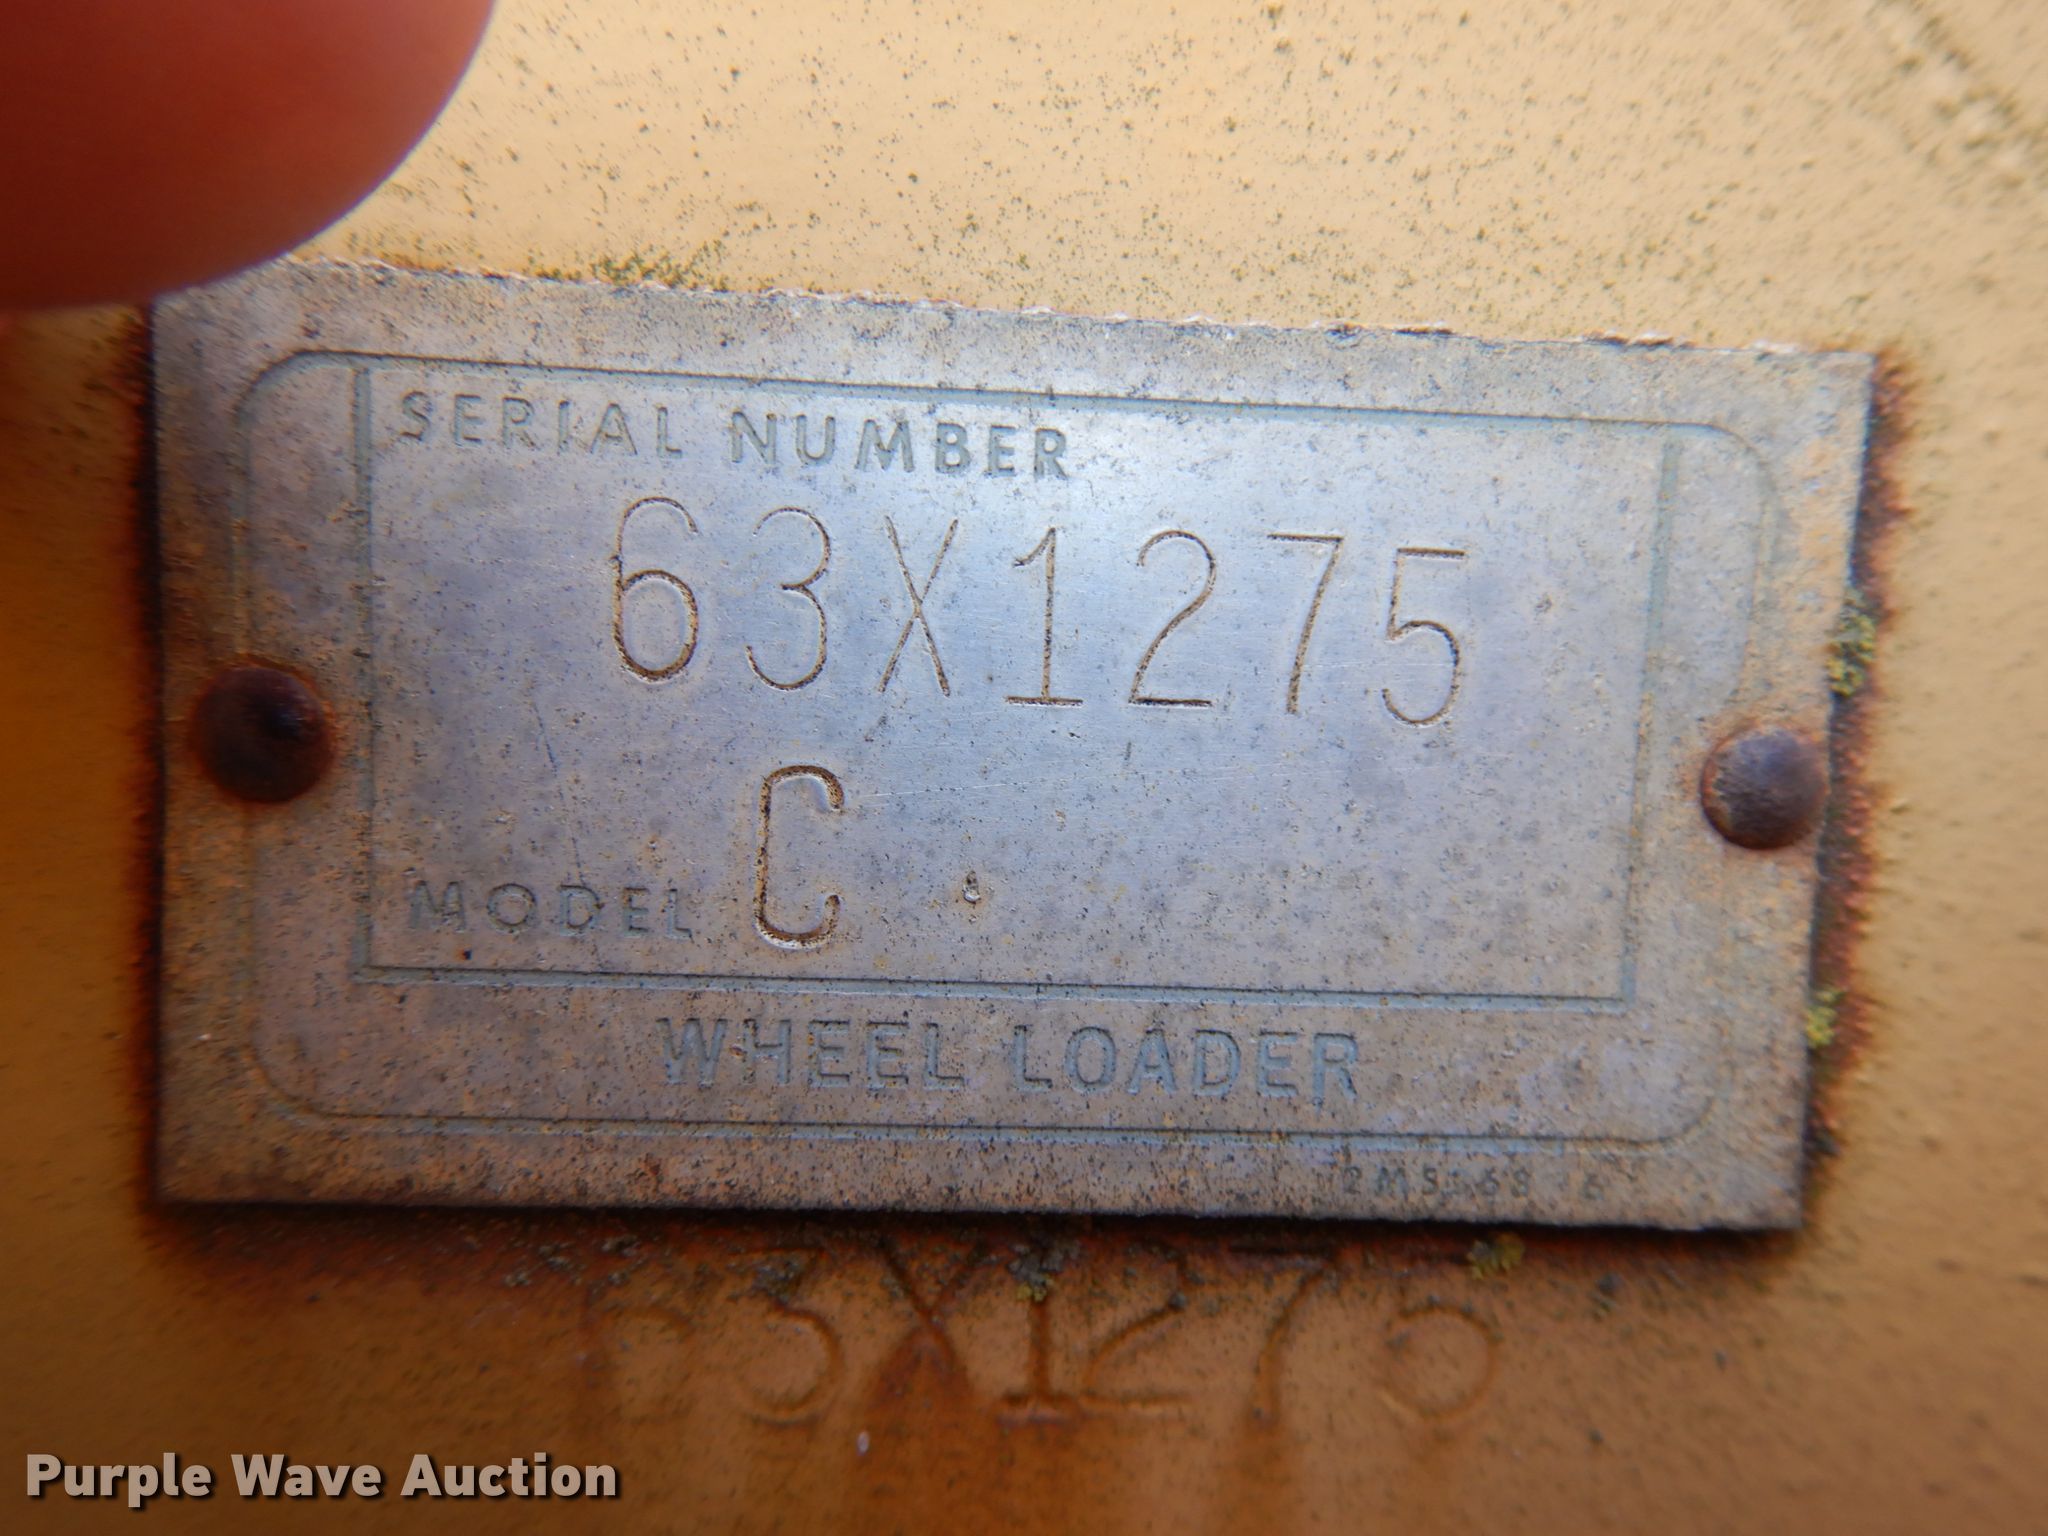 SERIAL NUMBER
63X1275
MODEL C
WHEEL LOADER
63X1275
Purple Wave Auction